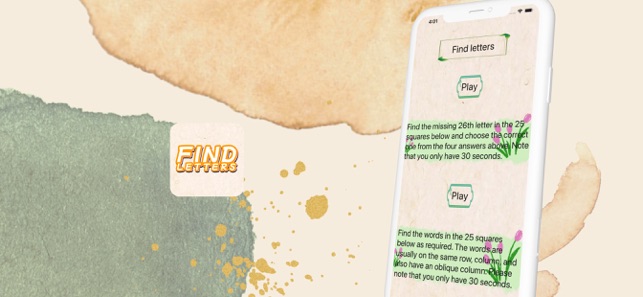 FIND
LETTERS
4:01
Find letters
Play
Find the missing 26th letter in the 25
squares below and choose the correct
one from the four answers above. Note
that you only have 30 seconds.
Play
Find the words in the 25 squares
below as required. The words are
usually on the same row, column, and
also have an oblique column. Please
note that you only have 30 seconds.